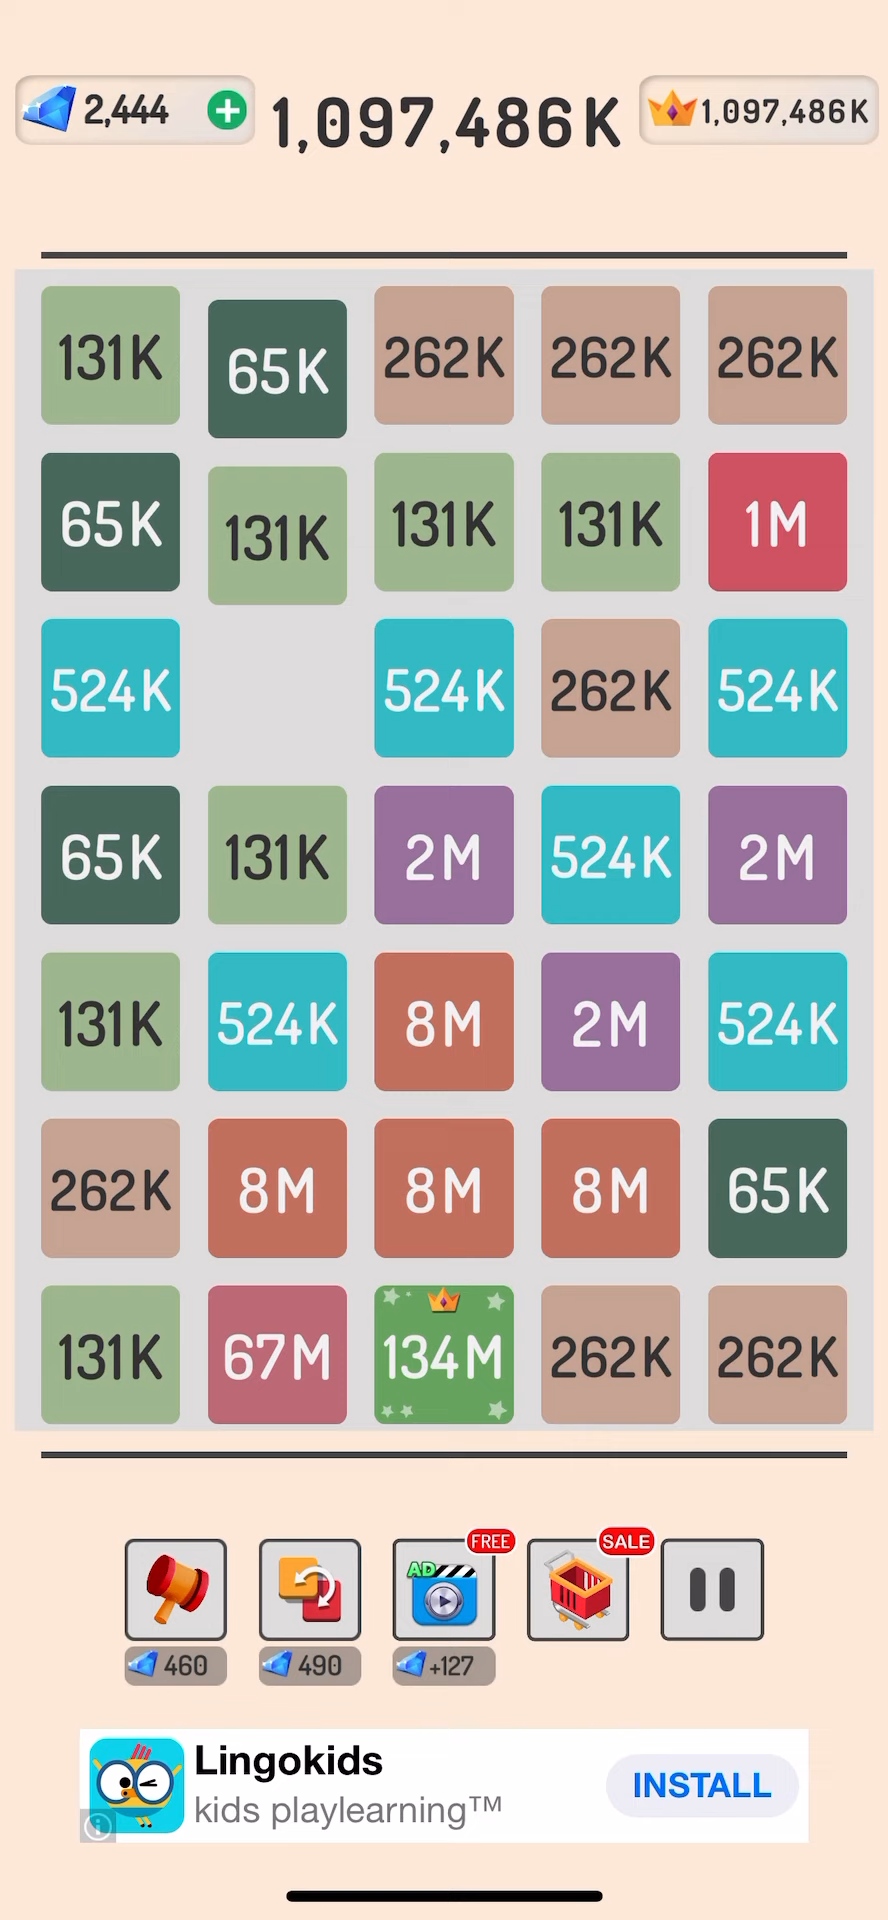 2,444 1,097,486K 1,097,486K
131K 65K 262K 262K 262K
65K 131K 131K 131K 1M
524K 524K 262K 524K
65K 131K 2M 524K 2M
131K 524K 8M 2M 524K
262K 8M 8M 8M 65K
131K 67M 134M 262K 262K
FREE SALE
AD
460 490 +127
Lingokids
kids playlearning™
INSTALL